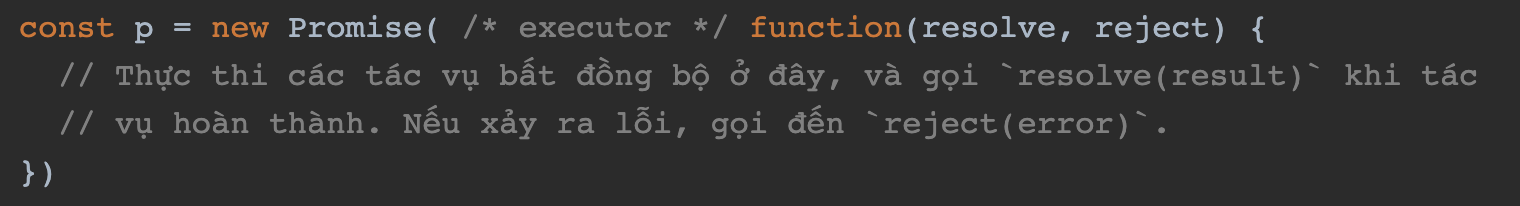 const p = new Promise( /* executor */ function(resolve, reject) {
  // Thực thi các tác vụ bất đồng bộ ở đây, và gọi `resolve(result)` khi tác
  // vụ hoàn thành. Nếu xảy ra lỗi, gọi đến `reject(error)`.
})